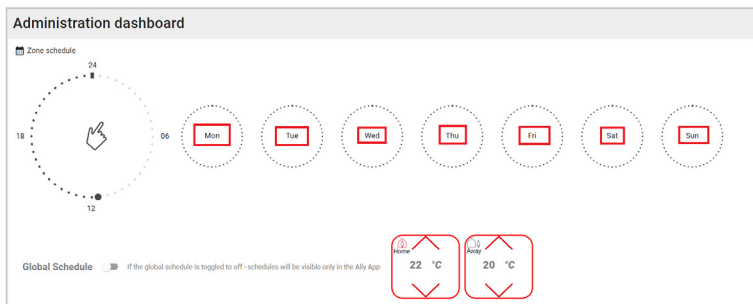 Administration dashboard
Zone schedule
24
18
06
Mon
Tue
Wed
Thu
Fri
Sat
Sun
12
Home
22 °C
Away
20 °C
Global Schedule
If the global schedule is toggled to off - schedules will be visible only in the Ally App